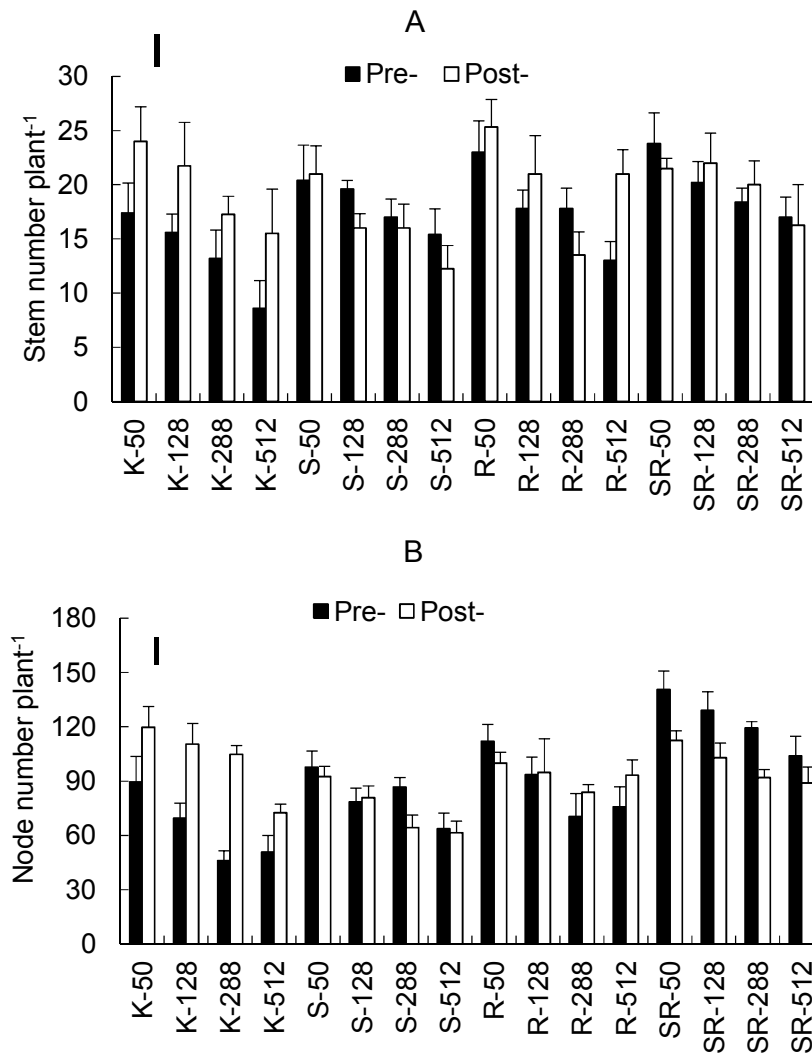 A
Pre- Post-
Stem number plant⁻¹
30
25
20
15
10
5
0
K-50 K-128 K-288 K-512 S-50 S-128 S-288 S-512 R-50 R-128 R-288 R-512 SR-50 SR-128 SR-288 SR-512
B
Pre- Post-
Node number plant⁻¹
180
150
120
90
60
30
0
K-50 K-128 K-288 K-512 S-50 S-128 S-288 S-512 R-50 R-128 R-288 R-512 SR-50 SR-128 SR-288 SR-512